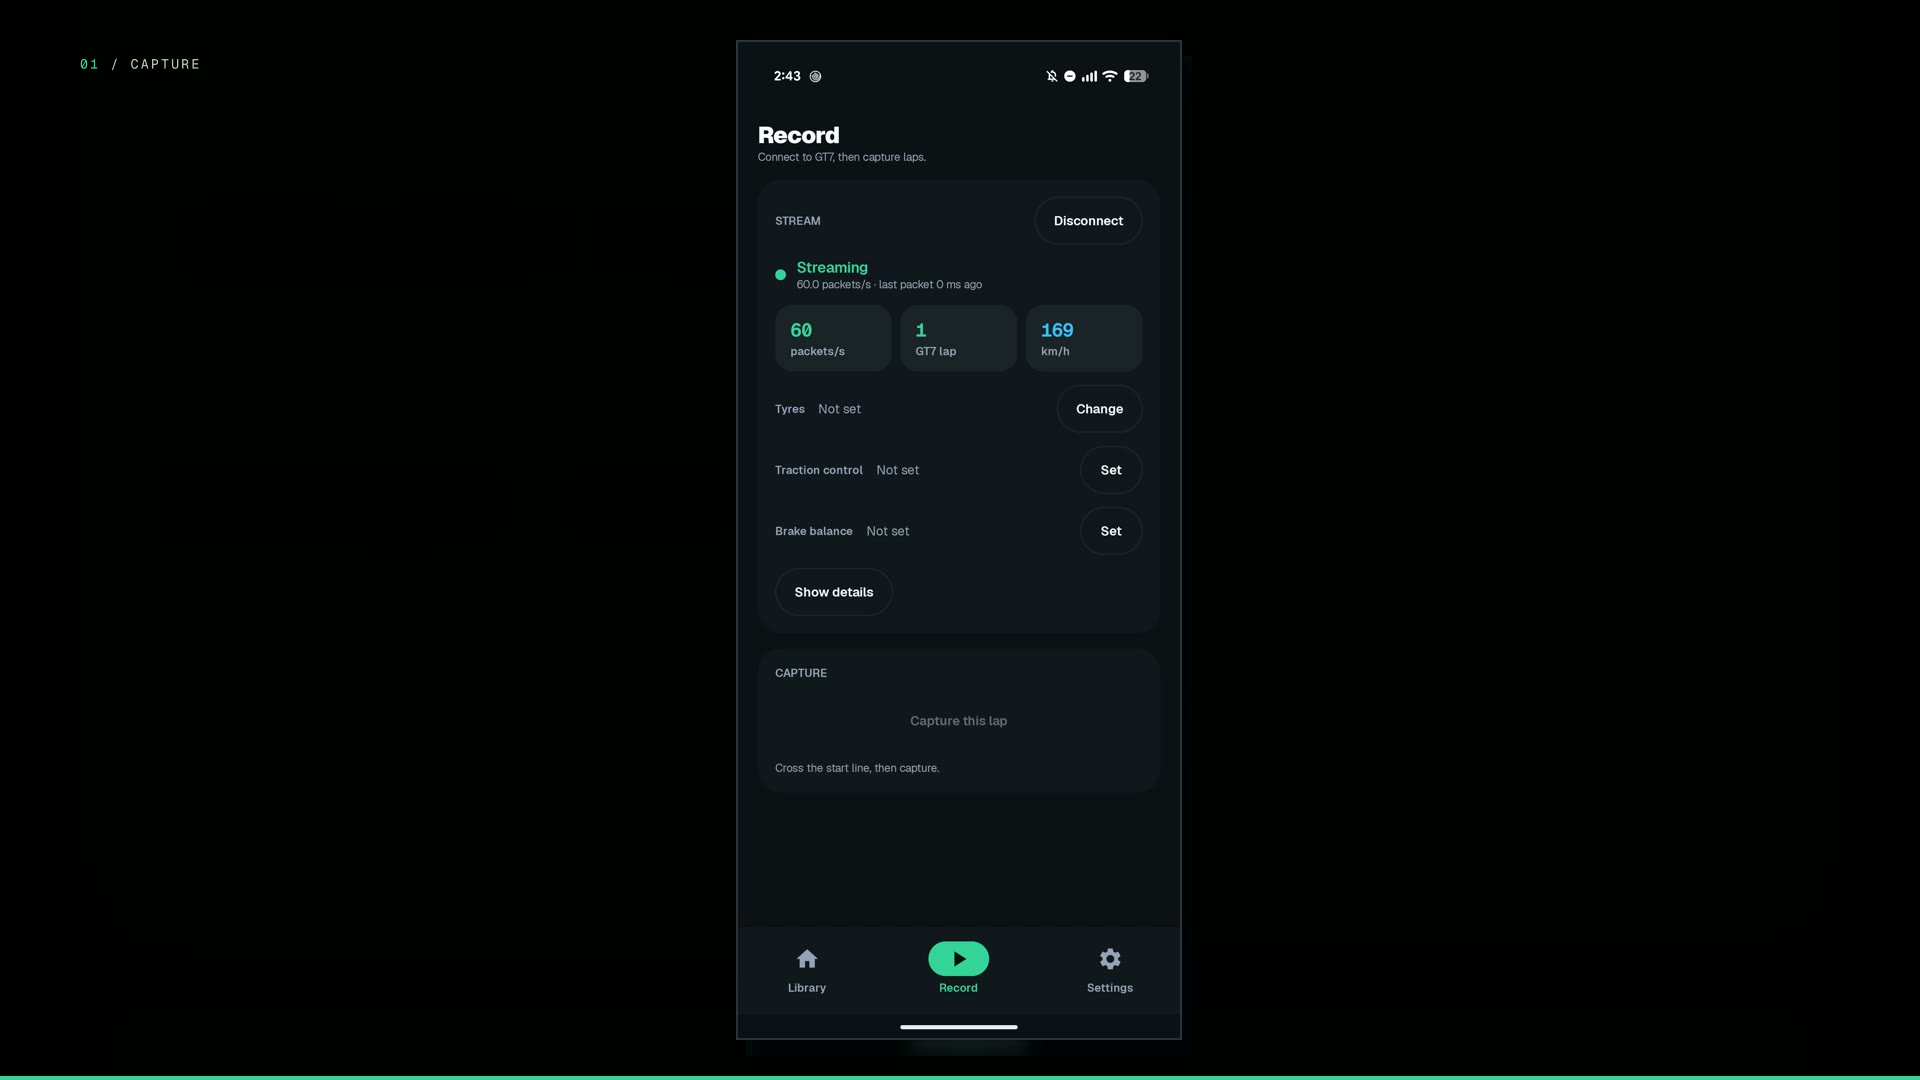 01 / CAPTURE
2:43
22
Record
Connect to GT7, then capture laps.
STREAM
Disconnect
Streaming
60.0 packets/s · last packet 0 ms ago
60
packets/s
1
GT7 lap
169
km/h
Tyres Not set
Change
Traction control Not set
Set
Brake balance Not set
Set
Show details
CAPTURE
Capture this lap
Cross the start line, then capture.
Library
Record
Settings